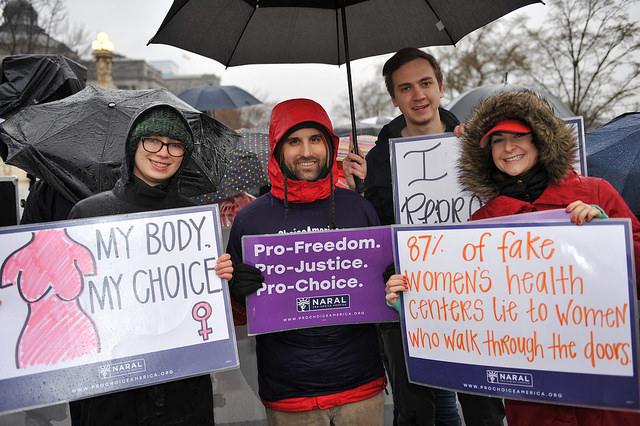 MY BODY.
MY CHOICE
NARAL
WWW.PROCHOICEAMERICA.ORG
Pro-Freedom.
Pro-Justice.
Pro-Choice.
NARAL
WWW.PROCHOICEAMERICA.ORG
I
87% of fake
women's health
centers lie to women
who walk through the doors
NARAL
WWW.PROCHOICEAMERICA.ORG